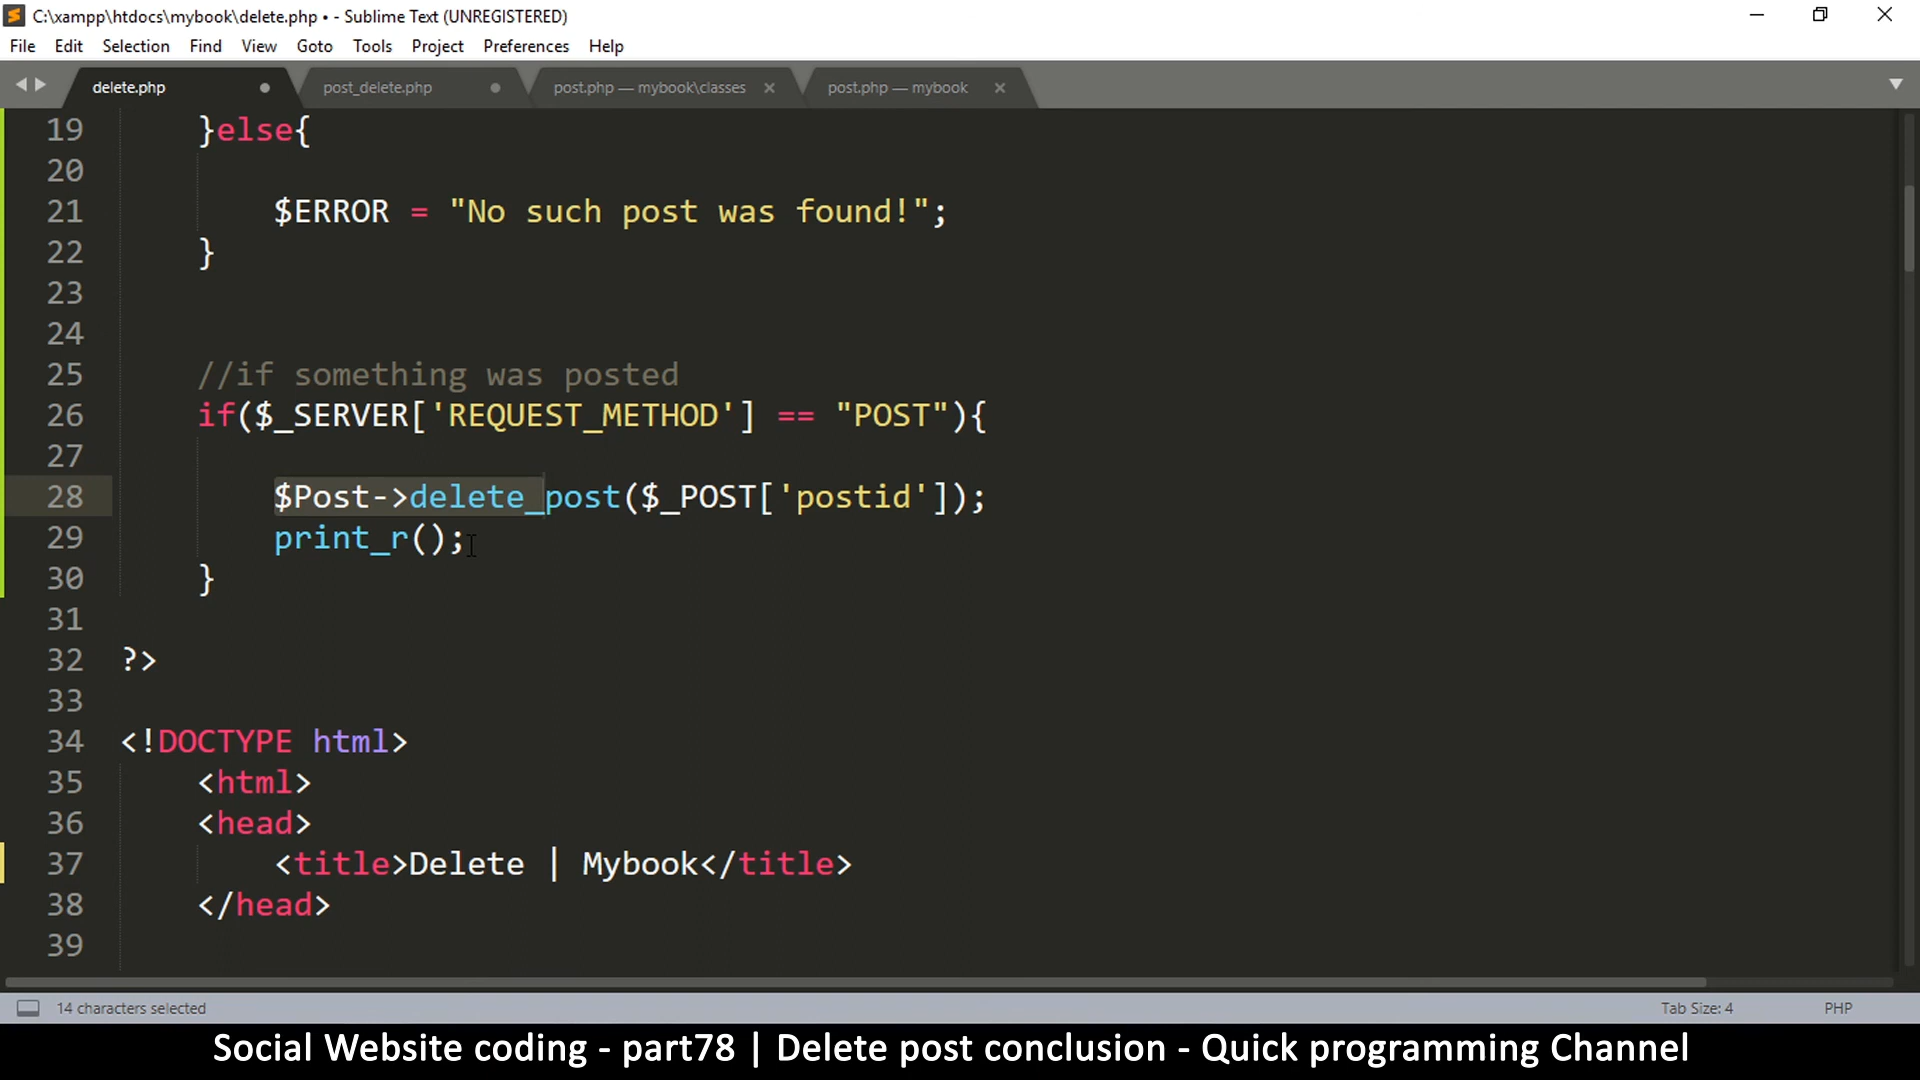 C:\xampp\htdocs\mybook\delete.php • - Sublime Text (UNREGISTERED)
File Edit Selection Find View Goto Tools Project Preferences Help
delete.php post_delete.php post.php — mybook\classes post.php — mybook
19 }else{
20
21 $ERROR = "No such post was found!";
22 }
23
24
25 //if something was posted
26 if($_SERVER['REQUEST_METHOD'] == "POST"){
27
28 $Post->delete_post($_POST['postid']);
29 print_r();
30 }
31
32 ?>
33
34 <!DOCTYPE html>
35 <html>
36 <head>
37 <title>Delete | Mybook</title>
38 </head>
39
14 characters selected Tab Size: 4 PHP
Social Website coding - part78 | Delete post conclusion - Quick programming Channel